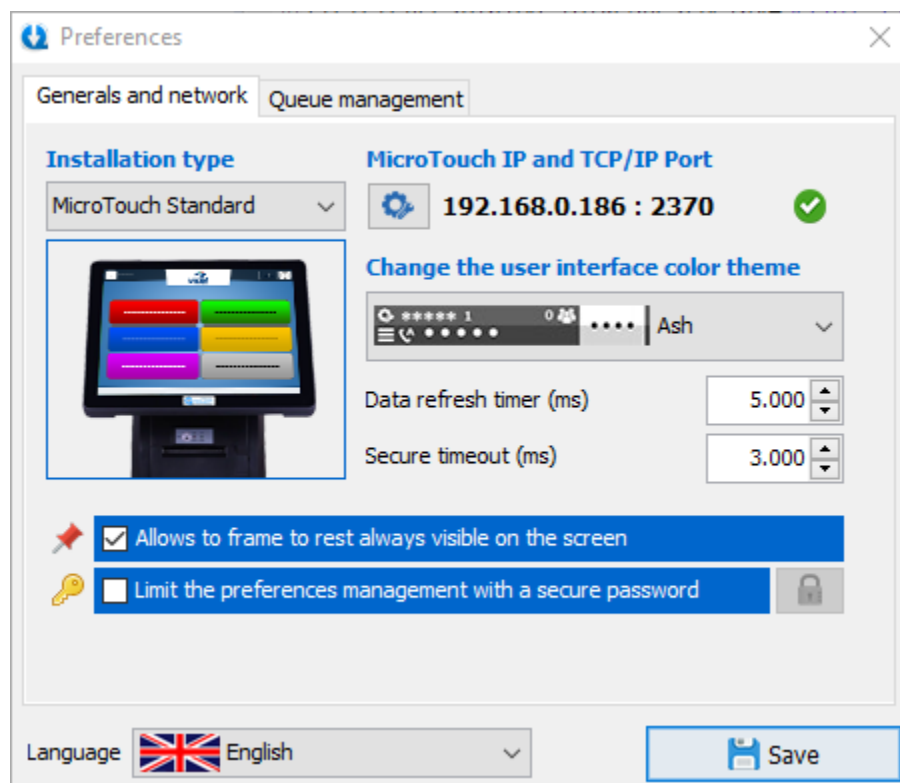 Preferences
Generals and network
Queue management
Installation type
MicroTouch IP and TCP/IP Port
MicroTouch Standard
192.168.0.186 : 2370
Change the user interface color theme
***** 1 0
Ash
Data refresh timer (ms)
5.000
Secure timeout (ms)
3.000
Allows to frame to rest always visible on the screen
Limit the preferences management with a secure password
Language
English
Save